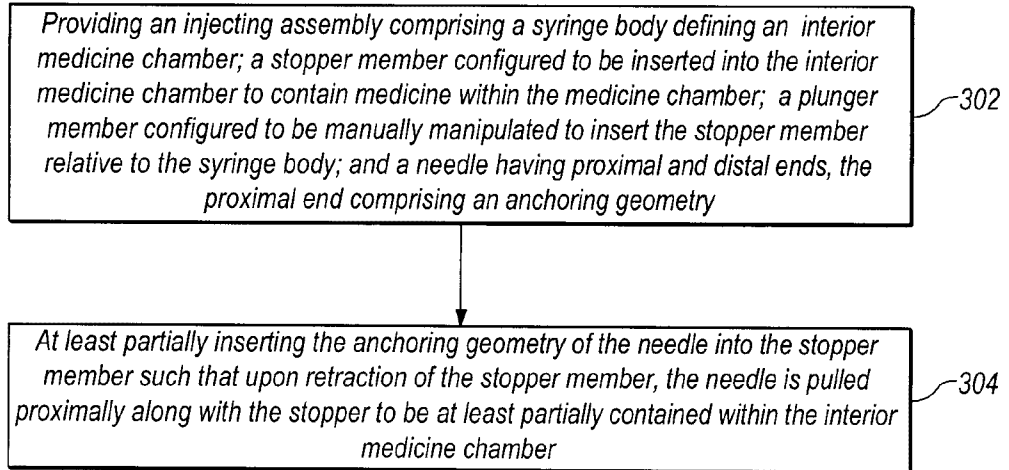 Providing an injecting assembly comprising a syringe body defining an interior
medicine chamber; a stopper member configured to be inserted into the interior
medicine chamber to contain medicine within the medicine chamber; a plunger
member configured to be manually manipulated to insert the stopper member
relative to the syringe body; and a needle having proximal and distal ends, the
proximal end comprising an anchoring geometry
302
At least partially inserting the anchoring geometry of the needle into the stopper
member such that upon retraction of the stopper member, the needle is pulled
proximally along with the stopper to be at least partially contained within the interior
medicine chamber
304